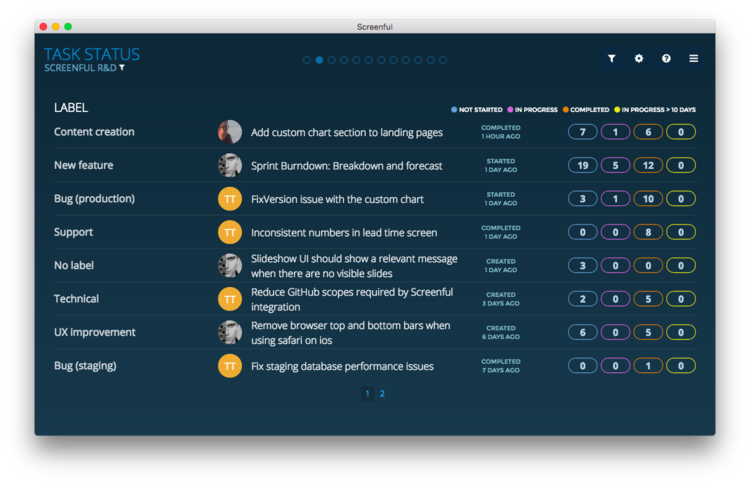 Screenful
TASK STATUS
SCREENFUL R&D
LABEL
NOT STARTED IN PROGRESS COMPLETED IN PROGRESS > 10 DAYS
Content creation Add custom chart section to landing pages COMPLETED 1 HOUR AGO 7 1 6 0
New feature Sprint Burndown: Breakdown and forecast STARTED 1 DAY AGO 19 5 12 0
Bug (production) TT FixVersion issue with the custom chart STARTED 1 DAY AGO 3 1 10 0
Support TT Inconsistent numbers in lead time screen COMPLETED 1 DAY AGO 0 0 8 0
No label Slideshow UI should show a relevant message when there are no visible slides CREATED 1 DAY AGO 3 0 0 0
Technical TT Reduce GitHub scopes required by Screenful integration CREATED 3 DAYS AGO 2 0 5 0
UX improvement Remove browser top and bottom bars when using safari on ios CREATED 6 DAYS AGO 6 0 5 0
Bug (staging) TT Fix staging database performance issues COMPLETED 7 DAYS AGO 0 0 1 0
1 2